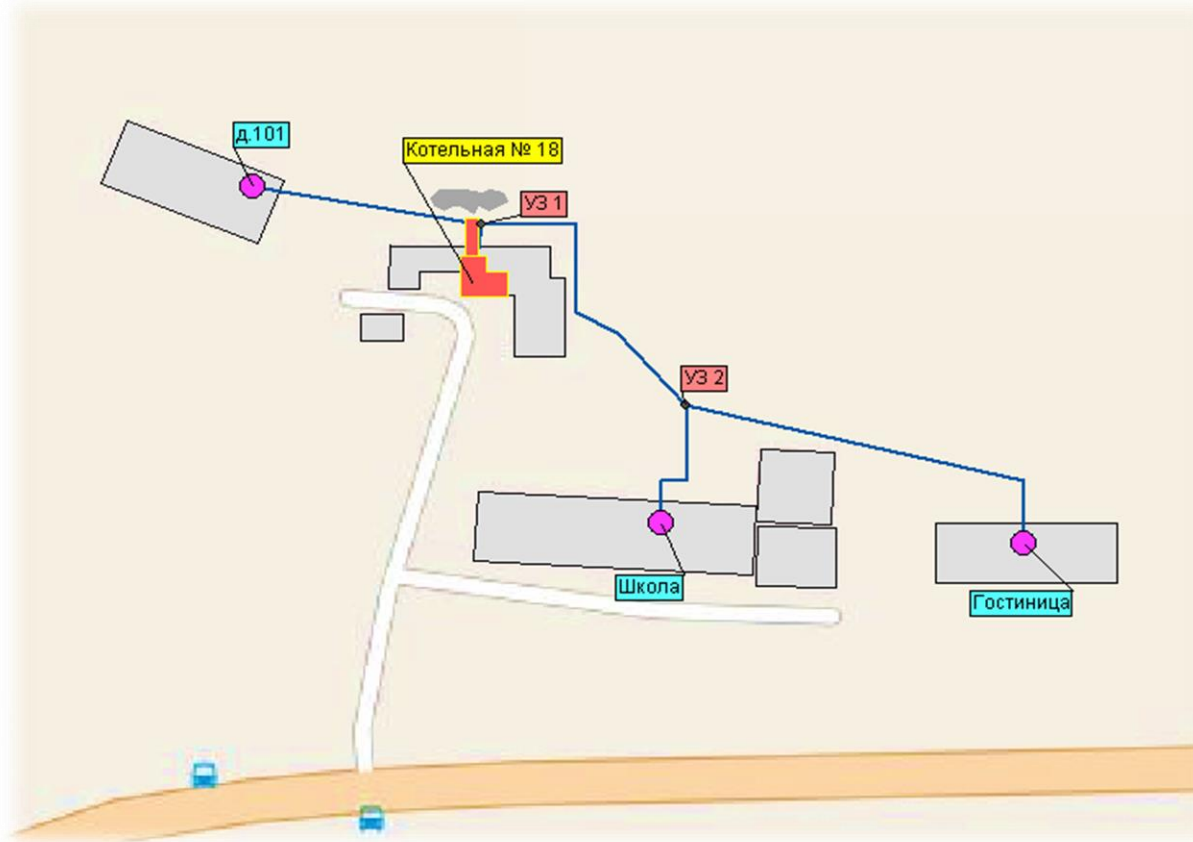 д.101
Котельная № 18
УЗ 1
УЗ 2
Школа
Гостиница